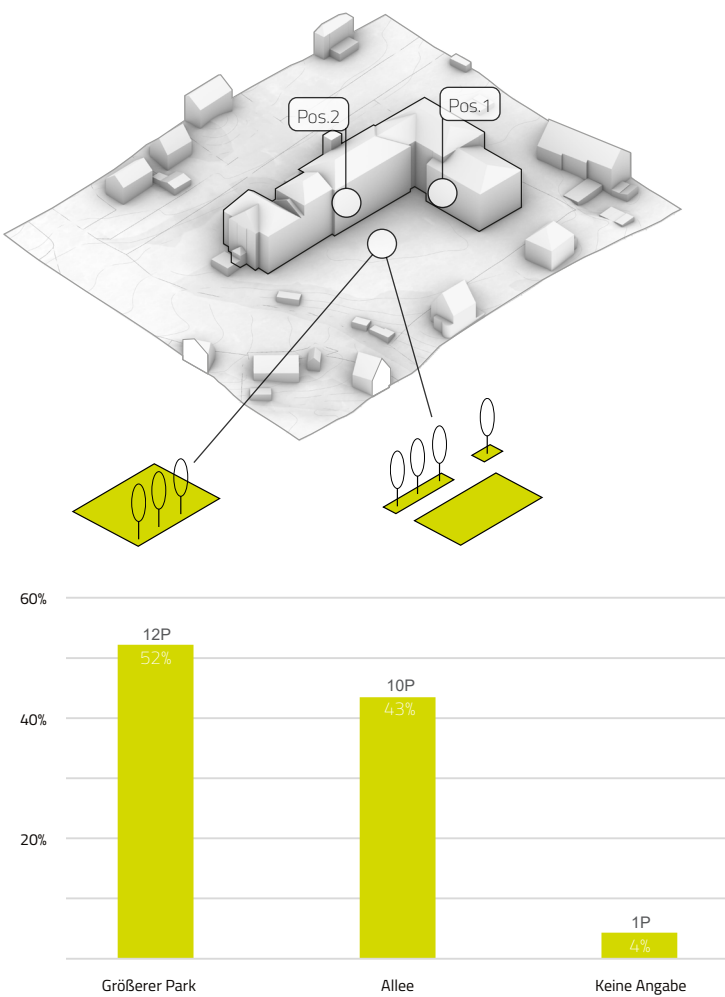 Pos.1
Pos.2
60%
12P
52%
10P
43%
40%
20%
1P
4%
Größerer Park
Allee
Keine Angabe